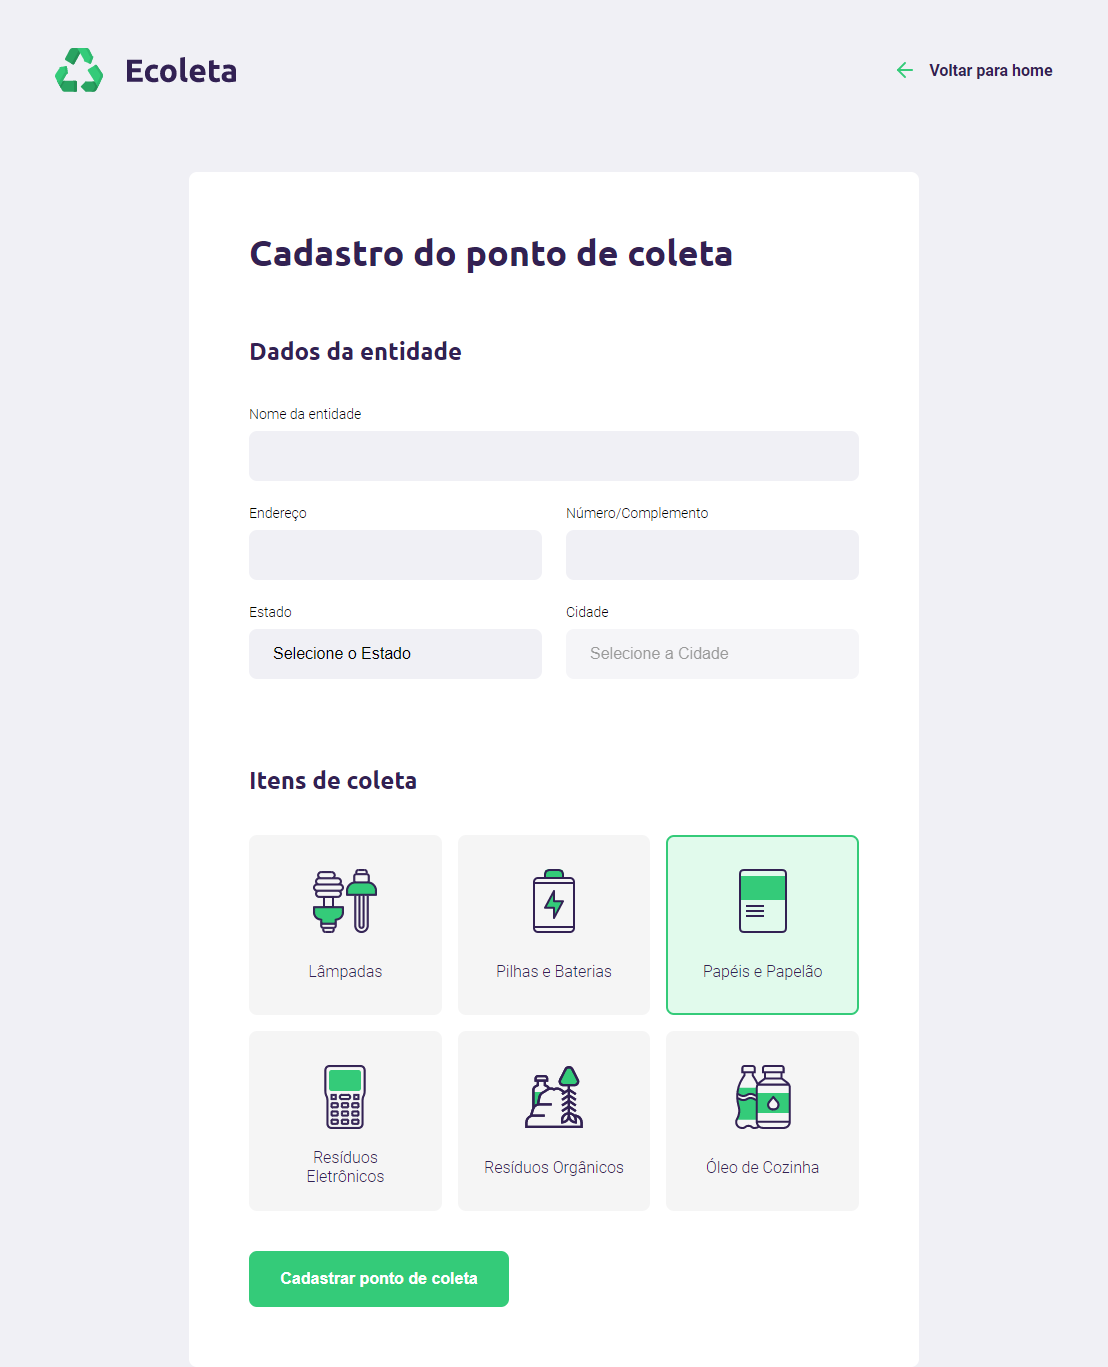 Ecoleta
Voltar para home
Cadastro do ponto de coleta
Dados da entidade
Nome da entidade
Endereço
Número/Complemento
Estado
Cidade
Selecione o Estado
Selecione a Cidade
Itens de coleta
Lâmpadas
Pilhas e Baterias
Papéis e Papelão
Resíduos
Eletrônicos
Resíduos Orgânicos
Óleo de Cozinha
Cadastrar ponto de coleta